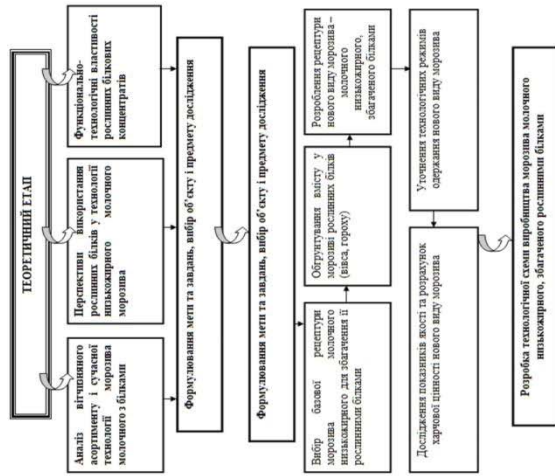 ТЕОРЕТИЧНИЙ ЕТАП
Аналіз вітчизняного
асортименту і сучасної
технології морозива
молочного з білками
Перспективи використання
рослинних білків у технології
низькожирного молочного
морозива
Функціонально-
технологічні властивості
рослинних білкових
концентратів
Формулювання мети та завдань, вибір об'єкту і предмету дослідження
Формулювання мети та завдань, вибір об'єкту і предмету дослідження
Вибір базової рецептури
морозива молочного
низькожирного для збагачення її
рослинними білками
Обґрунтування вмісту у
морозиві рослинних білків
(вівса, гороху)
Розроблення рецептури
нового виду морозива –
молочного
низькожирного,
збагаченого білками
Дослідження показників якості та розрахунок
харчової цінності нового виду морозива
Уточнення технологічних режимів
одержання нового виду морозива
Розробка технологічної схеми виробництва морозива молочного
низькожирного, збагаченого рослинними білками